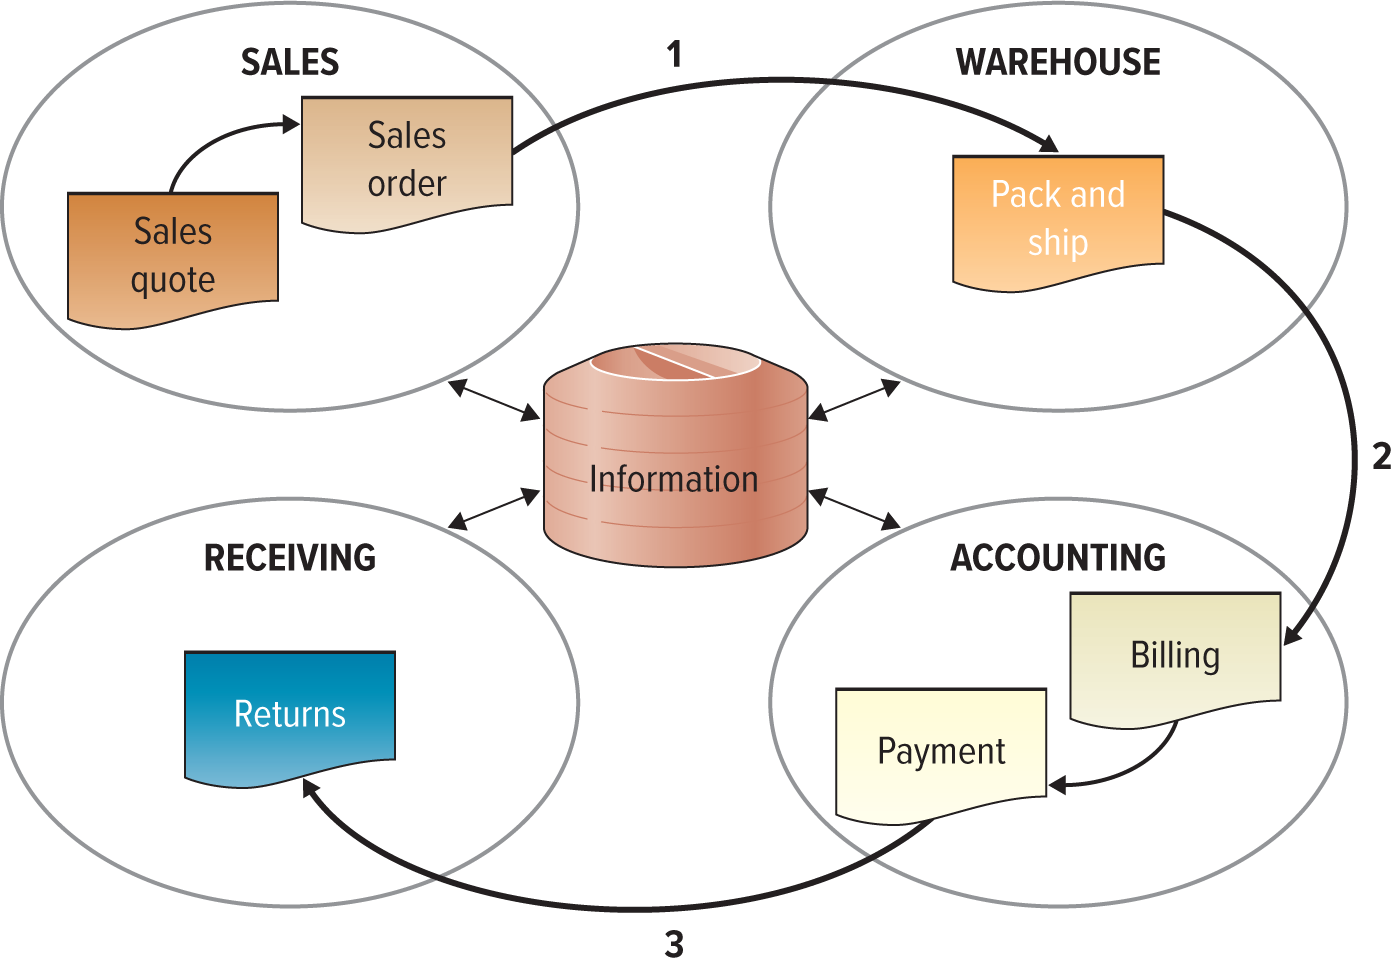 SALES
Sales
order
Sales
quote
1
WAREHOUSE
Pack and
ship
2
Information
RECEIVING
Returns
ACCOUNTING
Billing
Payment
3